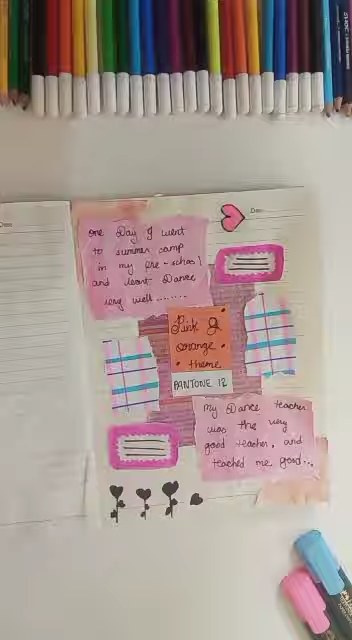 Date
one Day I went
to summer camp
in my pre-school
and learnt Dance
very well......
Pink &
orange
theme
PANTONE 12
my Dance teacher
was the very
good teacher. and
teached me good...